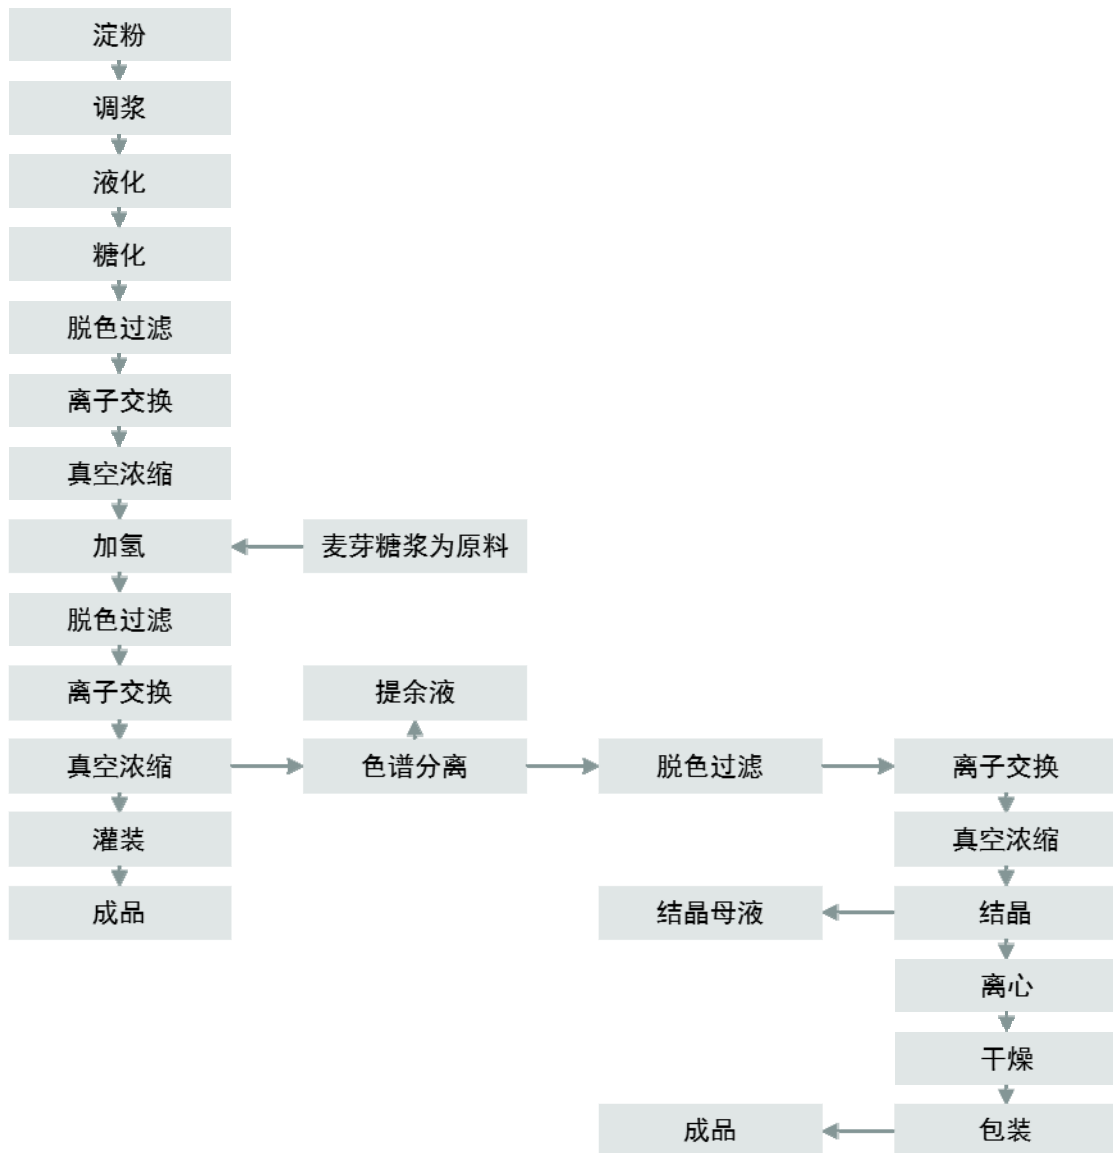 淀粉
调浆
液化
糖化
脱色过滤
离子交换
真空浓缩
加氢
麦芽糖浆为原料
脱色过滤
离子交换
提余液
真空浓缩
色谱分离
脱色过滤
离子交换
灌装
真空浓缩
成品
结晶母液
结晶
离心
干燥
成品
包装